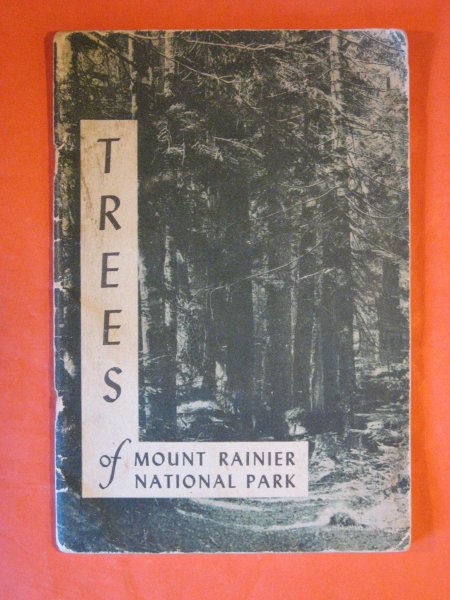 TREES
of MOUNT RAINIER
NATIONAL PARK